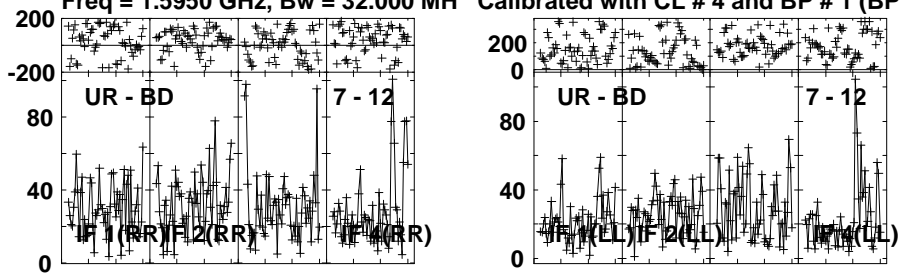 Freq = 1.5950 GHz, Bw = 32.000 MH Calibrated with CL # 4 and BP # 1 (BP
200
-200
UR - BD 7 - 12
80
40
0
IF 1(RR) IF 2(RR) IF 4(RR)
200
0
UR - BD 7 - 12
80
40
0
IF 1(LL) IF 2(LL) IF 4(LL)